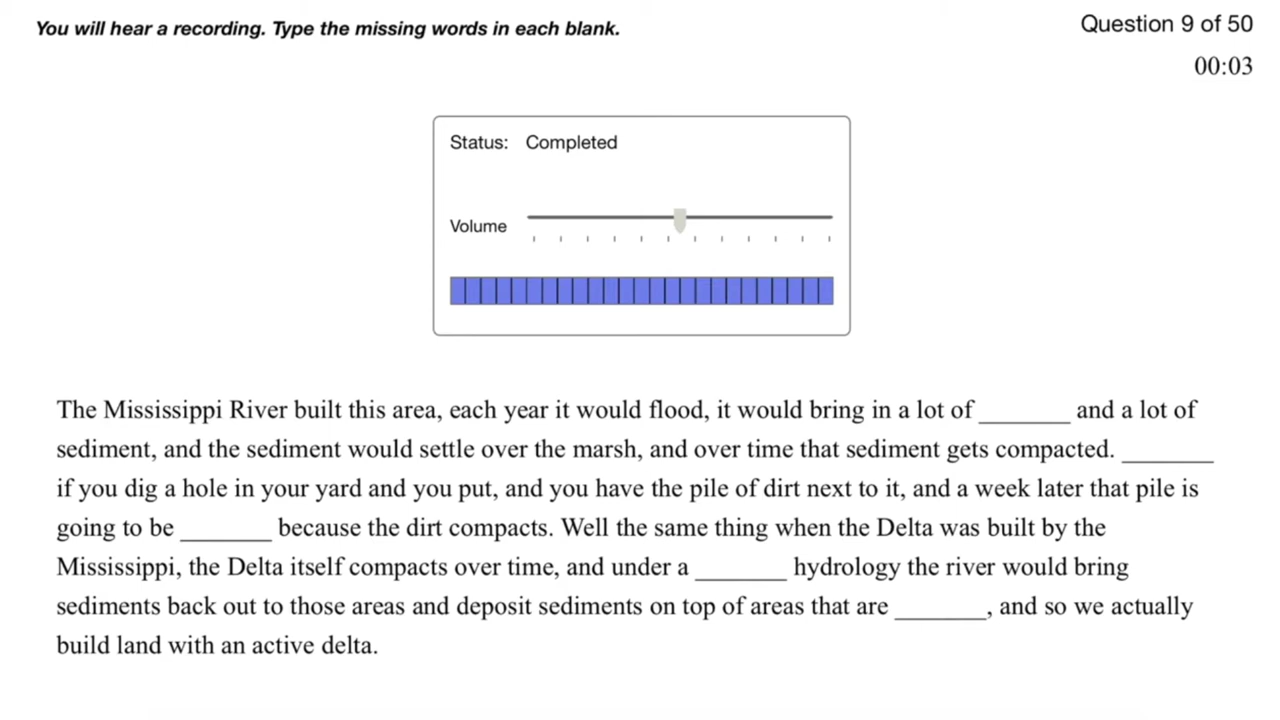 You will hear a recording. Type the missing words in each blank.
Question 9 of 50
00:03
Status: Completed
Volume
The Mississippi River built this area, each year it would flood, it would bring in a lot of ________ and a lot of
sediment, and the sediment would settle over the marsh, and over time that sediment gets compacted. ________
if you dig a hole in your yard and you put, and you have the pile of dirt next to it, and a week later that pile is
going to be ________ because the dirt compacts. Well the same thing when the Delta was built by the
Mississippi, the Delta itself compacts over time, and under a ________ hydrology the river would bring
sediments back out to those areas and deposit sediments on top of areas that are ________, and so we actually
build land with an active delta.